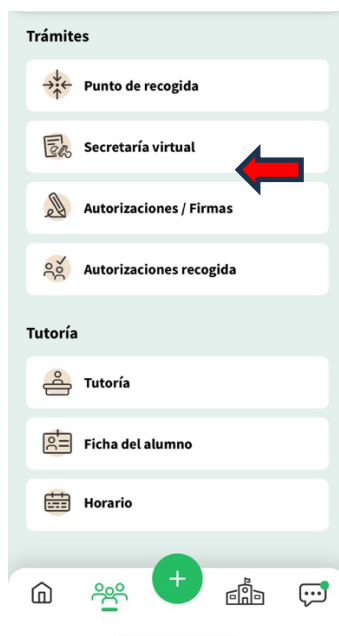 Trámites
Punto de recogida
Secretaría virtual
Autorizaciones / Firmas
Autorizaciones recogida
Tutoría
Tutoría
Ficha del alumno
Horario